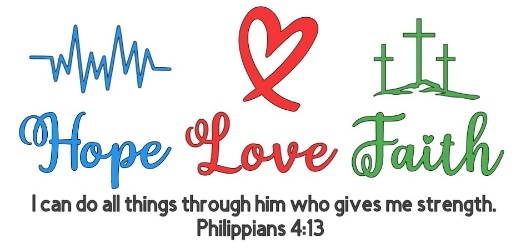 Hope Love Faith
I can do all things through him who gives me strength.
Philippians 4:13